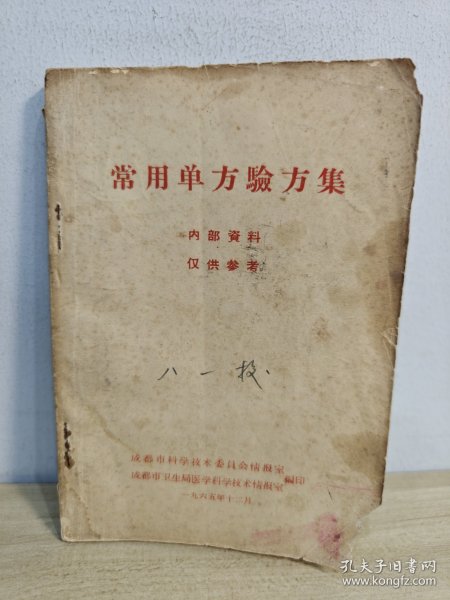 常用单方驗方集
内部資料
仅供参考
八一校.
成都市科学技术委員会情报室
成都市卫生局医学科学技术情报室
编印
一九六五年十二月
孔夫子旧书网
www.kongfz.com